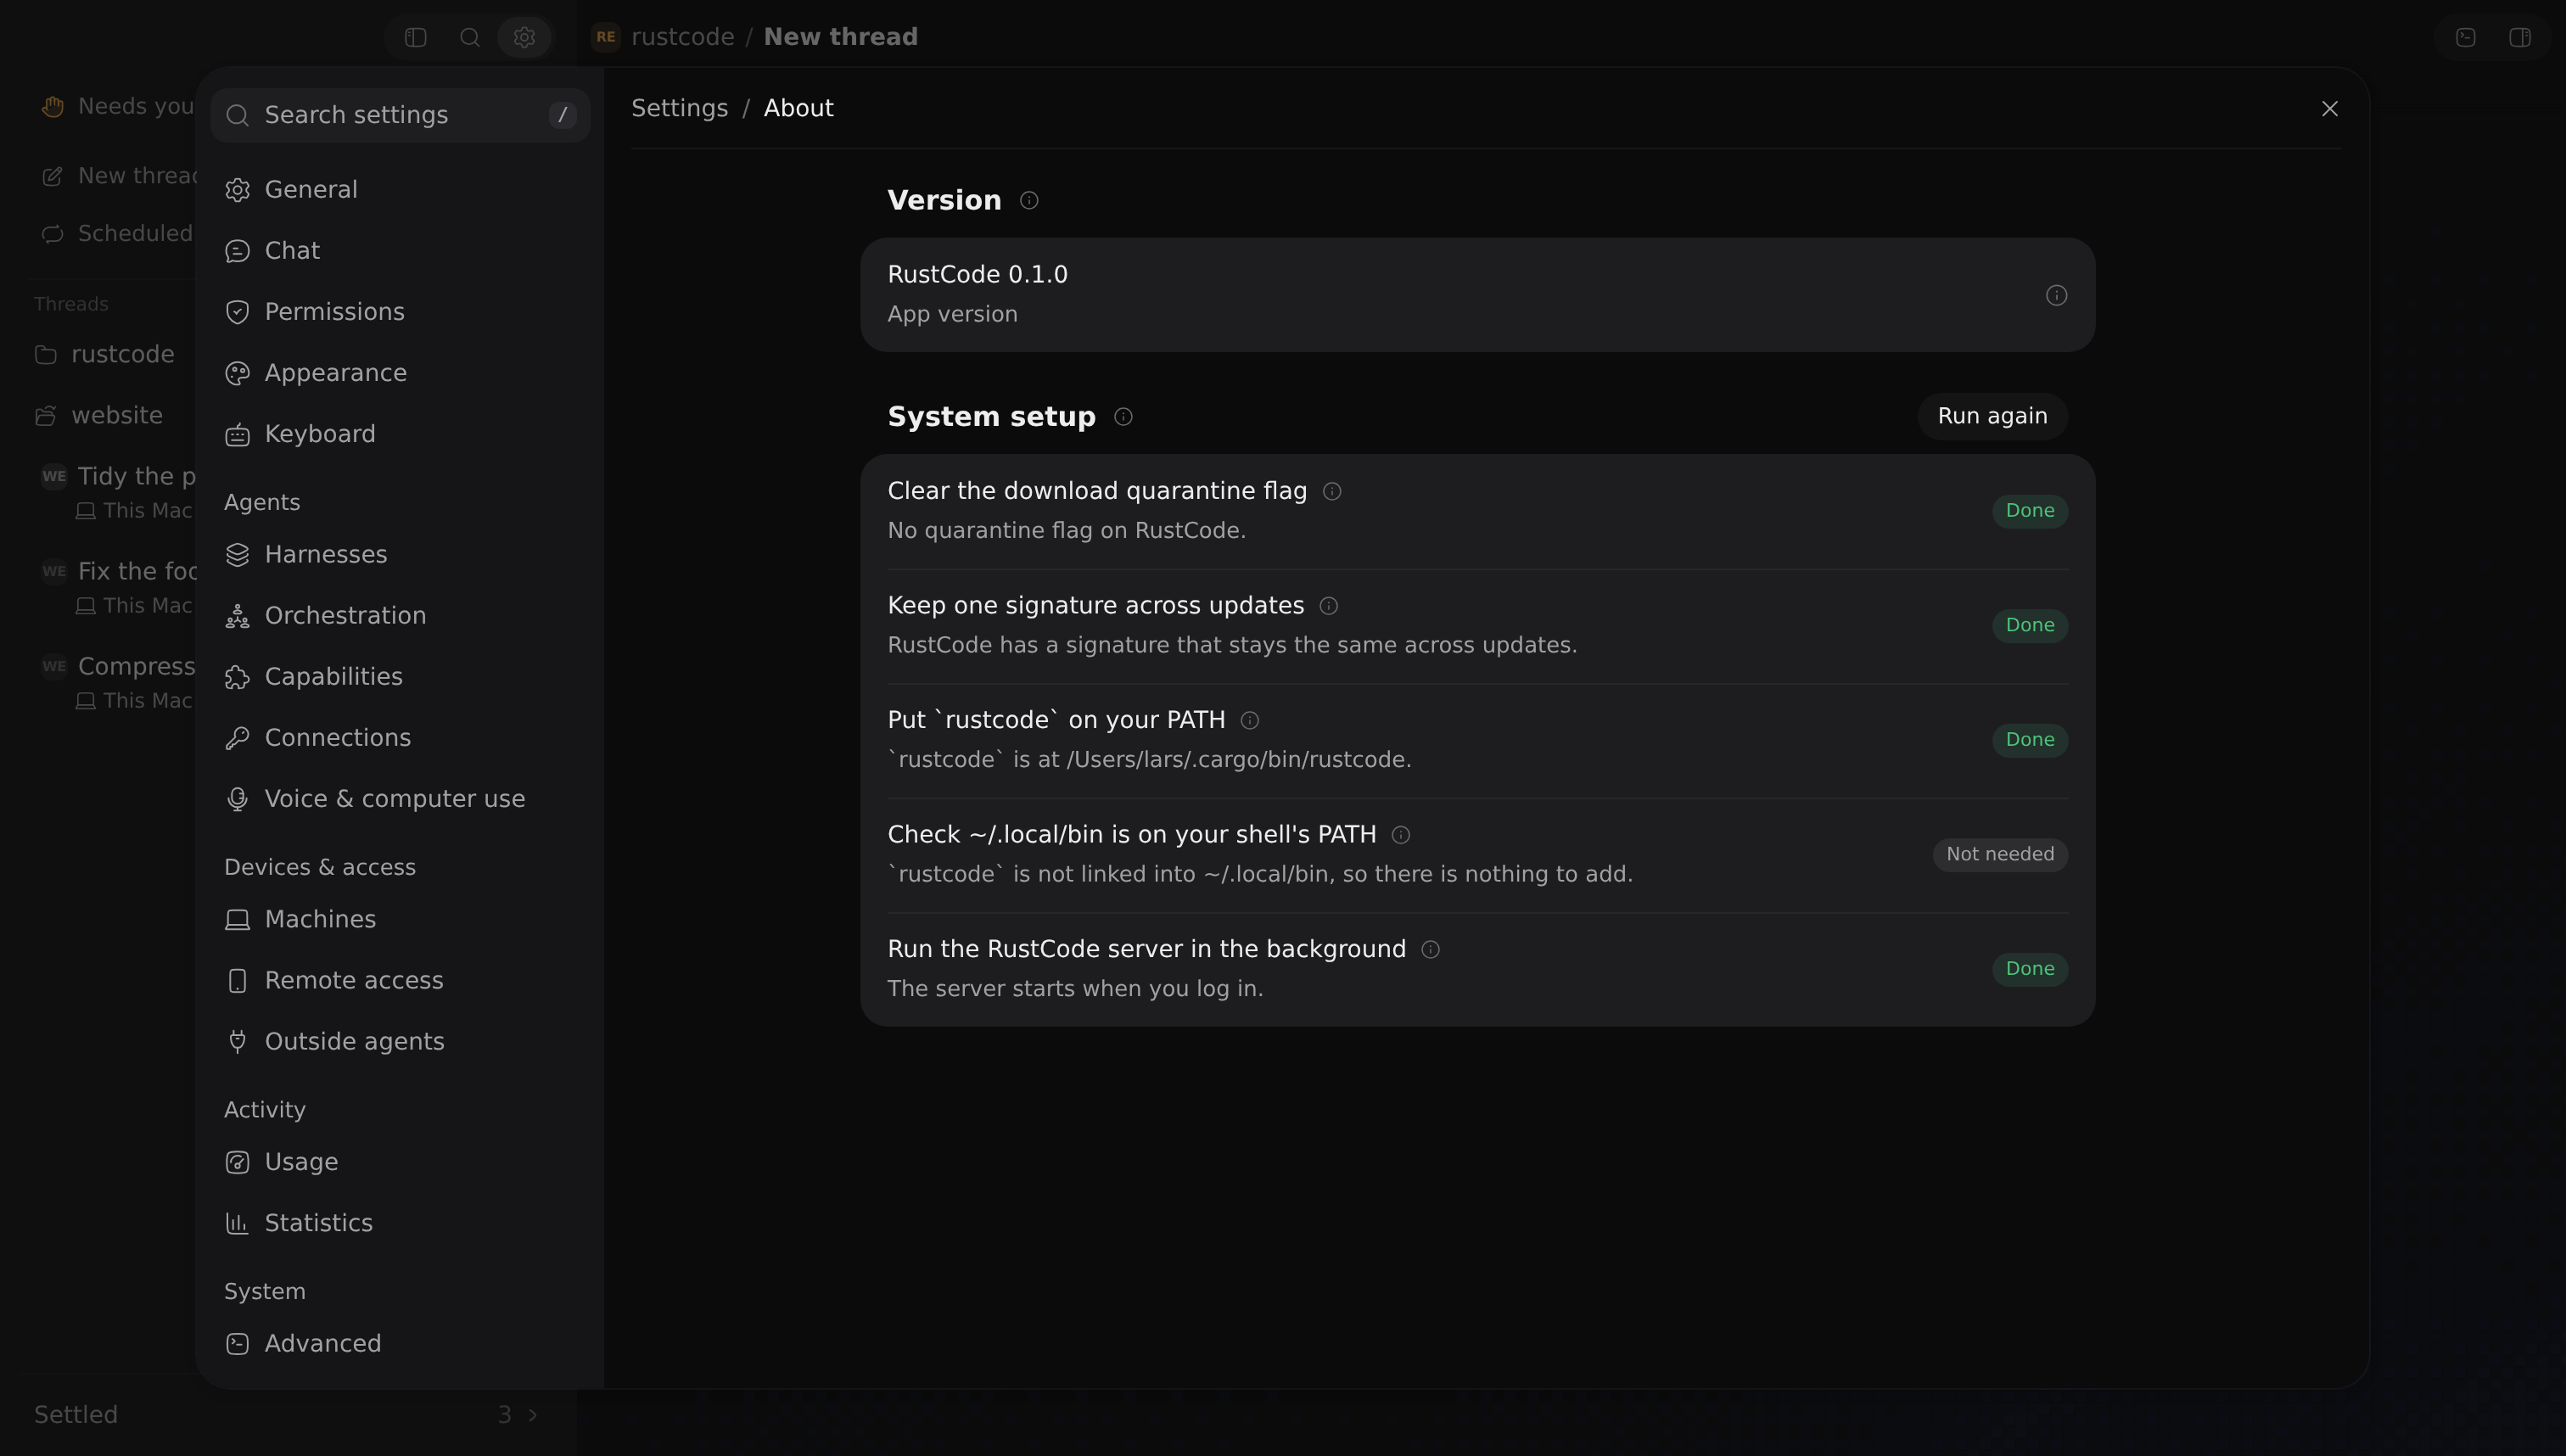 RE rustcode / New thread
Needs you
New thread
Scheduled
Threads
rustcode
website
WE Tidy the p
This Mac
WE Fix the foo
This Mac
WE Compress
This Mac
Settled 3
Search settings /
General
Chat
Permissions
Appearance
Keyboard
Agents
Harnesses
Orchestration
Capabilities
Connections
Voice & computer use
Devices & access
Machines
Remote access
Outside agents
Activity
Usage
Statistics
System
Advanced
Settings / About
Version
RustCode 0.1.0
App version
System setup
Run again
Clear the download quarantine flag
No quarantine flag on RustCode.
Done
Keep one signature across updates
RustCode has a signature that stays the same across updates.
Done
Put `rustcode` on your PATH
`rustcode` is at /Users/lars/.cargo/bin/rustcode.
Done
Check ~/.local/bin is on your shell's PATH
`rustcode` is not linked into ~/.local/bin, so there is nothing to add.
Not needed
Run the RustCode server in the background
The server starts when you log in.
Done